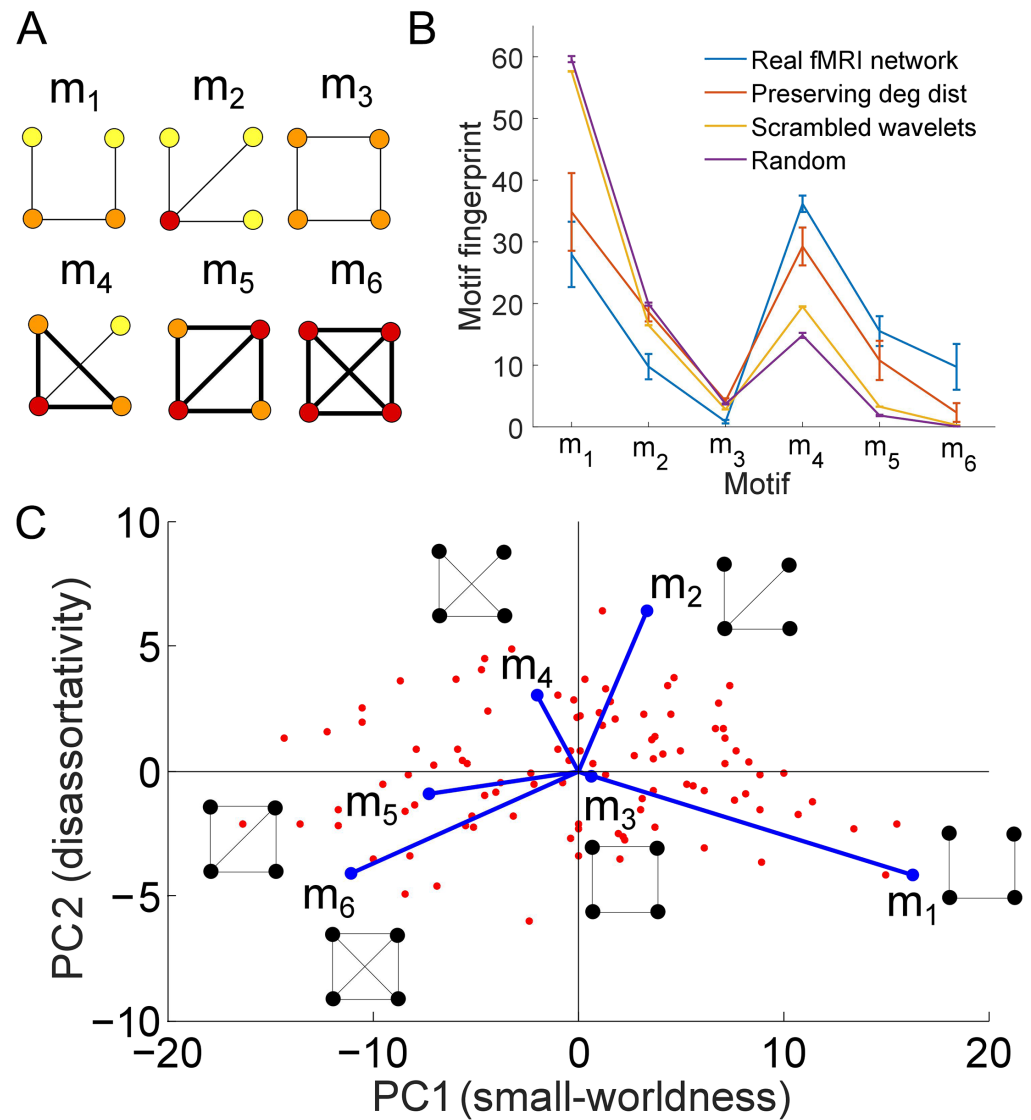 A
m1
m2
m3
m4
m5
m6
B
Motif fingerprint
60
50
40
30
20
10
0
Real fMRI network
Preserving deg dist
Scrambled wavelets
Random
m1
m2
m3
m4
m5
m6
Motif
C
PC2 (disassortativity)
10
5
0
−5
−10
m2
m4
m5
m3
m6
m1
−20
−10
0
10
20
PC1 (small-worldness)